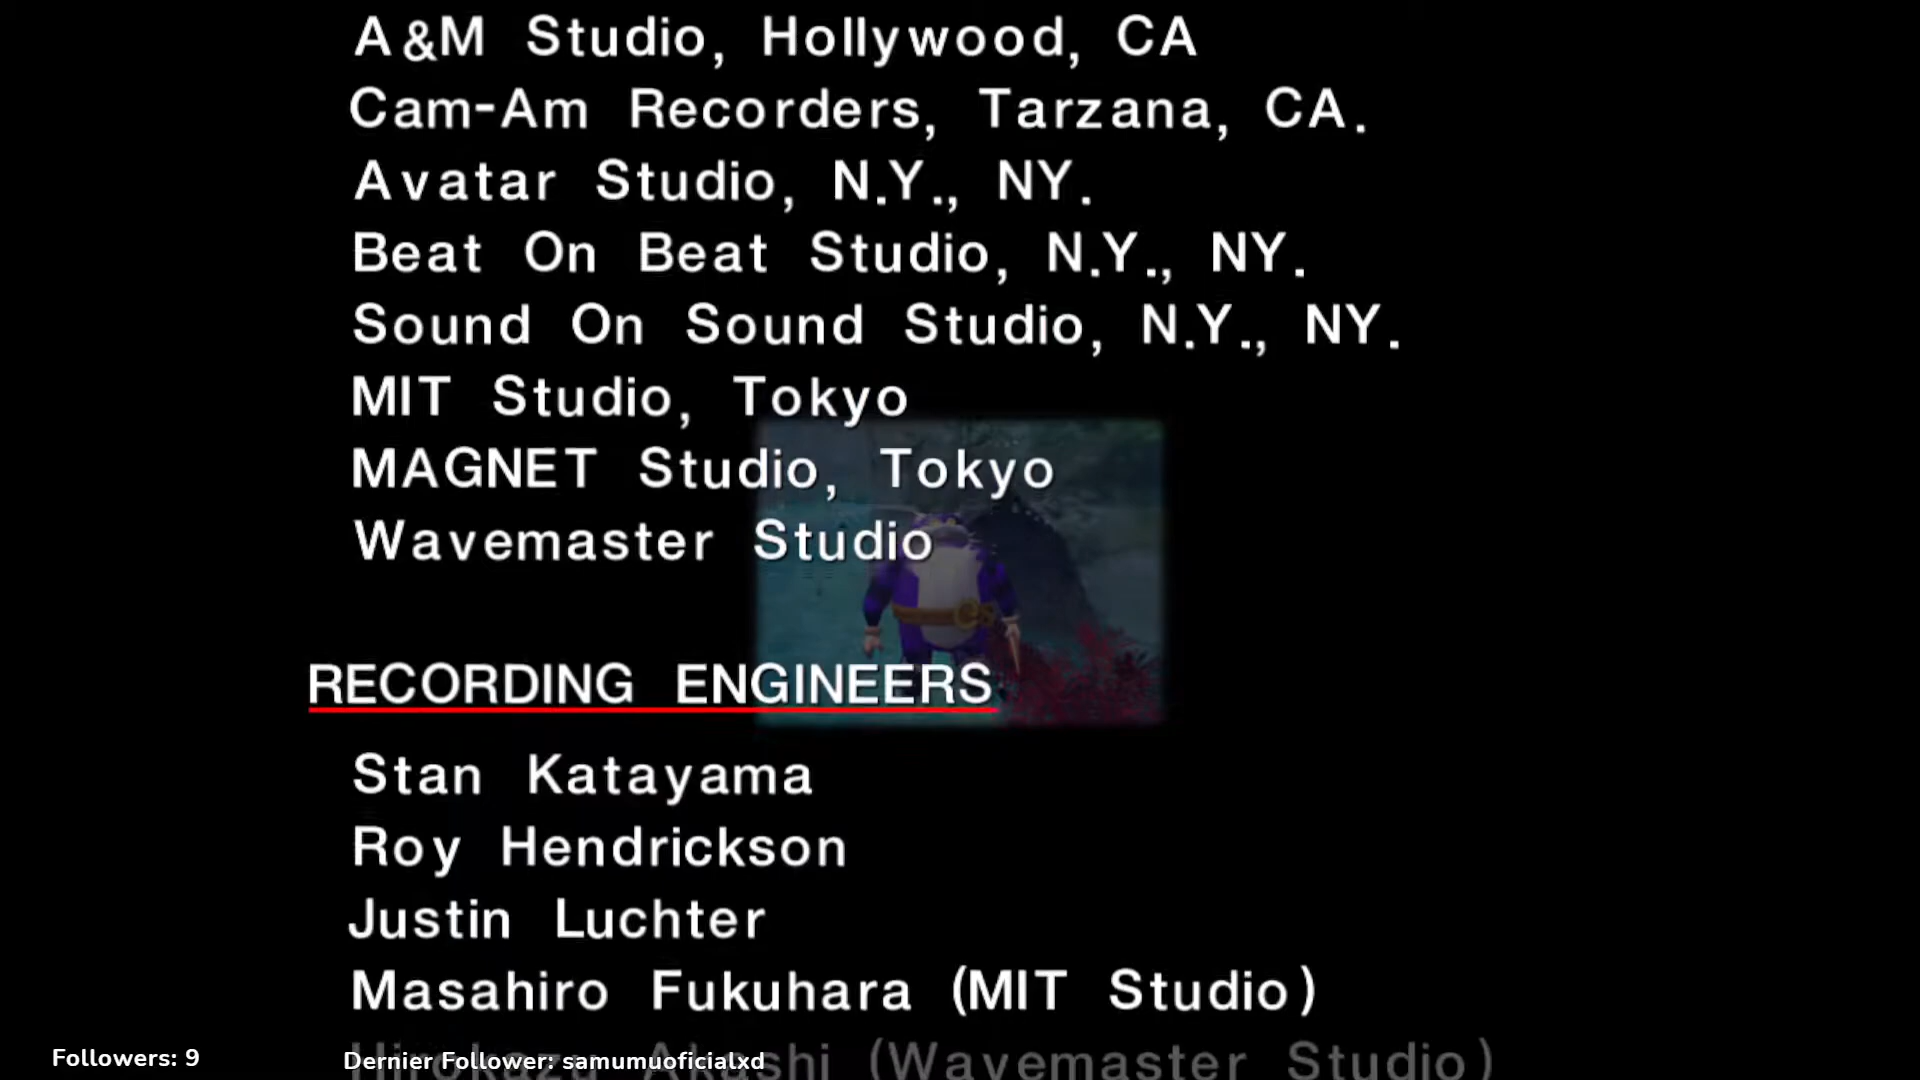 A&M Studio, Hollywood, CA
Cam-Am Recorders, Tarzana, CA.
Avatar Studio, N.Y., NY.
Beat On Beat Studio, N.Y., NY.
Sound On Sound Studio, N.Y., NY.
MIT Studio, Tokyo
MAGNET Studio, Tokyo
Wavemaster Studio
RECORDING ENGINEERS
Stan Katayama
Roy Hendrickson
Justin Luchter
Masahiro Fukuhara (MIT Studio)
Hirokazu Akashi (Wavemaster Studio)
Followers: 9
Dernier Follower: samumuoficialxd